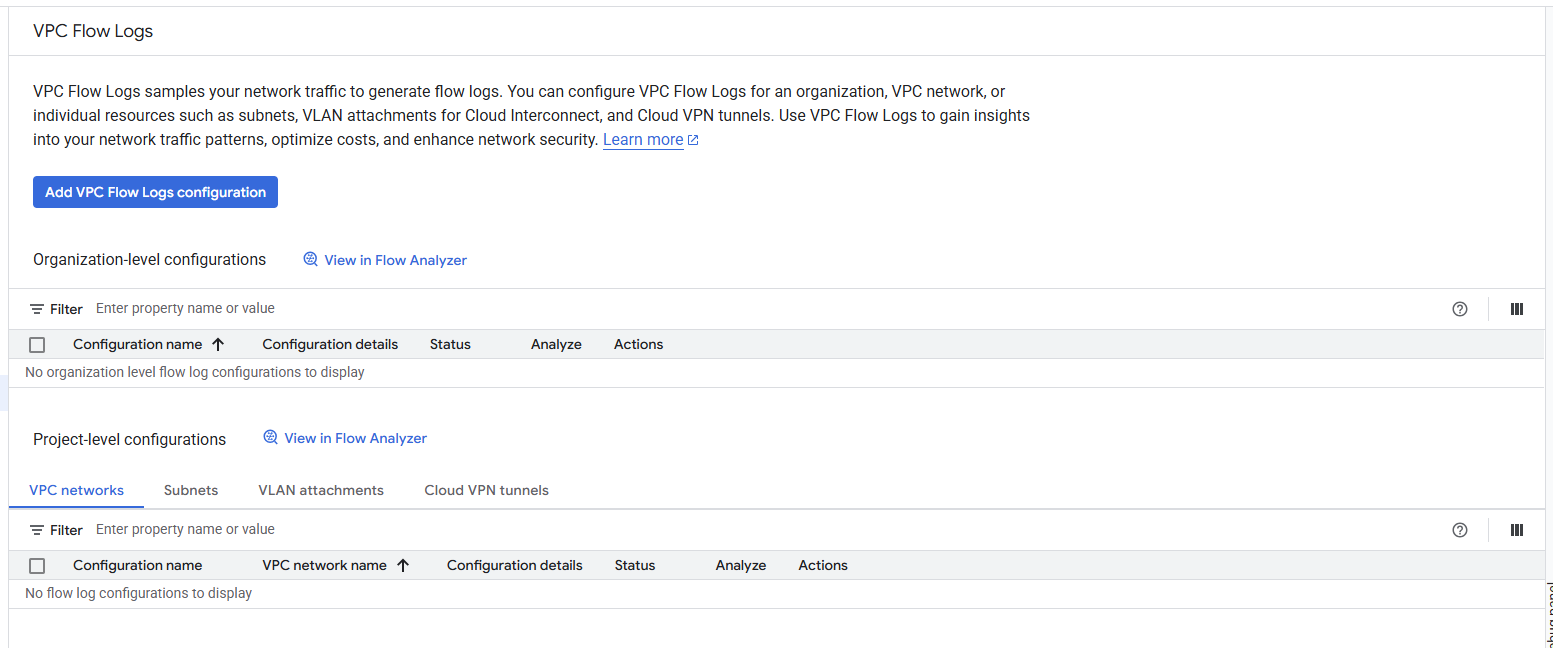 VPC Flow Logs
VPC Flow Logs samples your network traffic to generate flow logs. You can configure VPC Flow Logs for an organization, VPC network, or
individual resources such as subnets, VLAN attachments for Cloud Interconnect, and Cloud VPN tunnels. Use VPC Flow Logs to gain insights
into your network traffic patterns, optimize costs, and enhance network security. Learn more
Add VPC Flow Logs configuration
Organization-level configurations View in Flow Analyzer
Filter Enter property name or value
Configuration name Configuration details Status Analyze Actions
No organization level flow log configurations to display
Project-level configurations View in Flow Analyzer
VPC networks Subnets VLAN attachments Cloud VPN tunnels
Filter Enter property name or value
Configuration name VPC network name Configuration details Status Analyze Actions
No flow log configurations to display